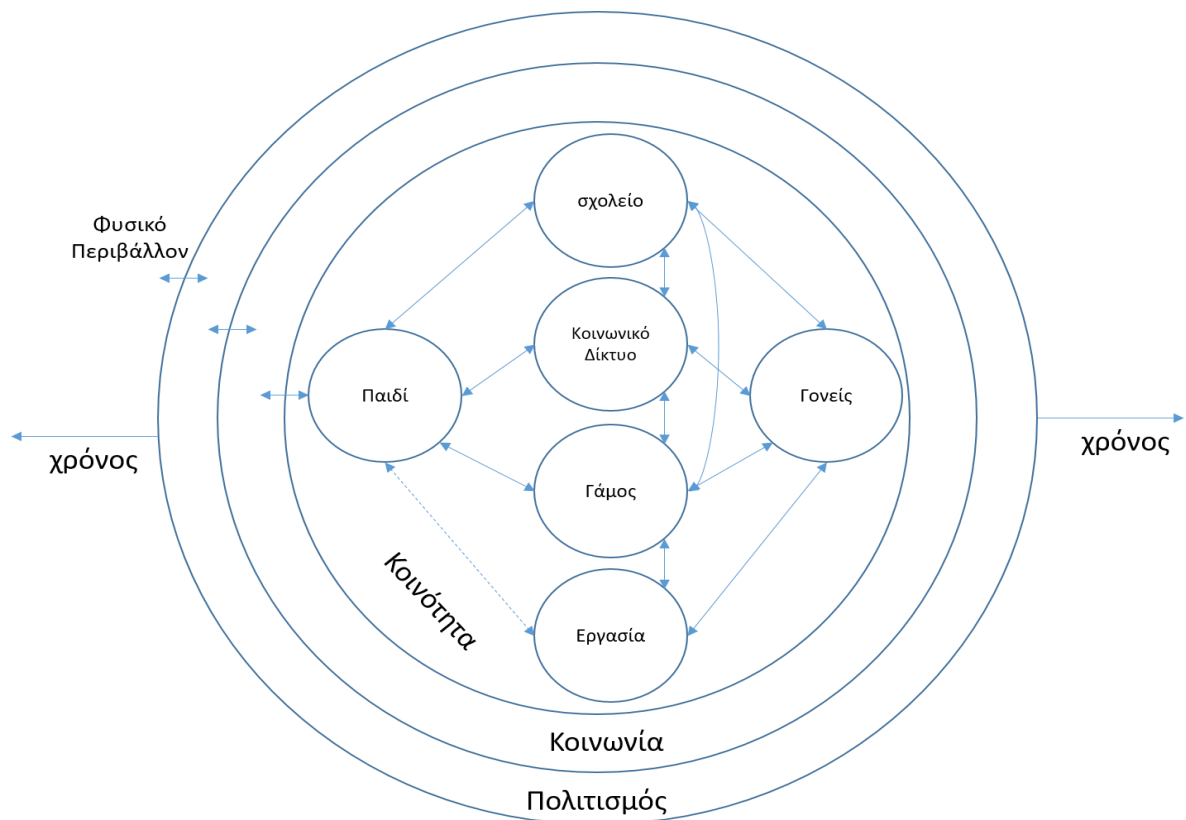 σχολείο
Φυσικό
Περιβάλλον
Κοινωνικό
Δίκτυο
Παιδί
Γονείς
χρόνος
χρόνος
Γάμος
Κοινότητα
Εργασία
Κοινωνία
Πολιτισμός